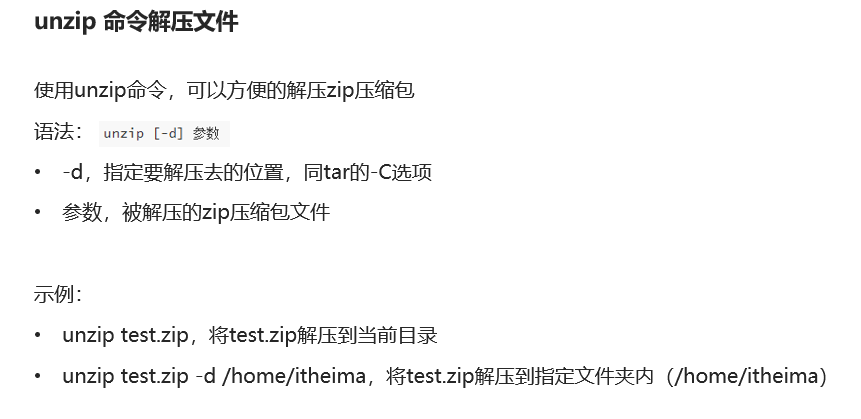 unzip 命令解压文件
使用unzip命令，可以方便的解压zip压缩包
语法： unzip [-d] 参数
• -d，指定要解压去的位置，同tar的-C选项
• 参数，被解压的zip压缩包文件
示例：
• unzip test.zip，将test.zip解压到当前目录
• unzip test.zip -d /home/itheima，将test.zip解压到指定文件夹内（/home/itheima）